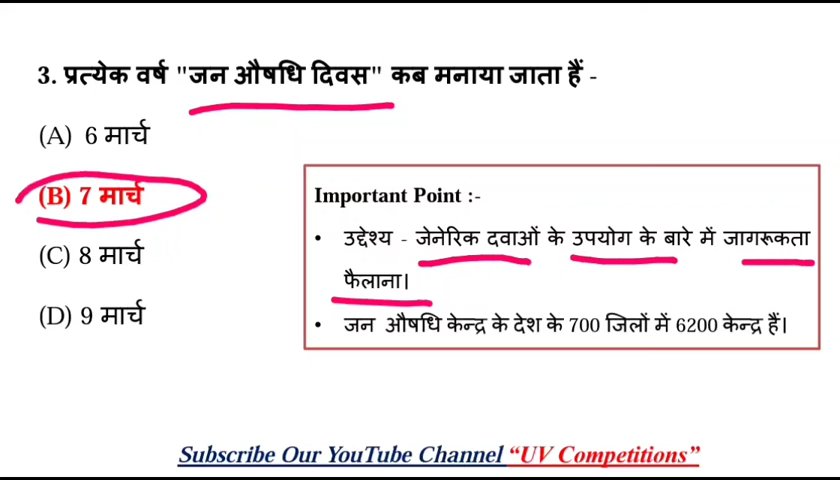 3. प्रत्येक वर्ष "जन औषधि दिवस" कब मनाया जाता हैं -
(A) 6 मार्च
(B) 7 मार्च
(C) 8 मार्च
(D) 9 मार्च
Important Point :-
• उद्देश्य - जेनेरिक दवाओं के उपयोग के बारे में जागरूकता
फैलाना।
• जन औषधि केन्द्र के देश के 700 जिलों में 6200 केन्द्र हैं।
Subscribe Our YouTube Channel “UV Competitions”